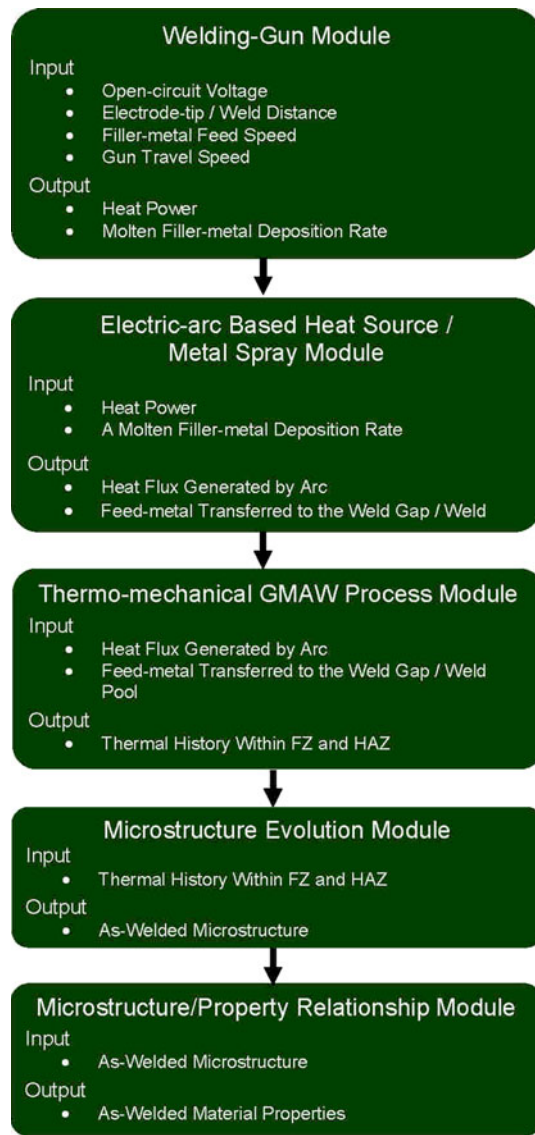 Welding-Gun Module
Input
• Open-circuit Voltage
• Electrode-tip / Weld Distance
• Filler-metal Feed Speed
• Gun Travel Speed
Output
• Heat Power
• Molten Filler-metal Deposition Rate
Electric-arc Based Heat Source /
Metal Spray Module
Input
• Heat Power
• A Molten Filler-metal Deposition Rate
Output
• Heat Flux Generated by Arc
• Feed-metal Transferred to the Weld Gap / Weld
Thermo-mechanical GMAW Process Module
Input
• Heat Flux Generated by Arc
• Feed-metal Transferred to the Weld Gap / Weld
Pool
Output
• Thermal History Within FZ and HAZ
Microstructure Evolution Module
Input
• Thermal History Within FZ and HAZ
Output
• As-Welded Microstructure
Microstructure/Property Relationship Module
Input
• As-Welded Microstructure
Output
• As-Welded Material Properties